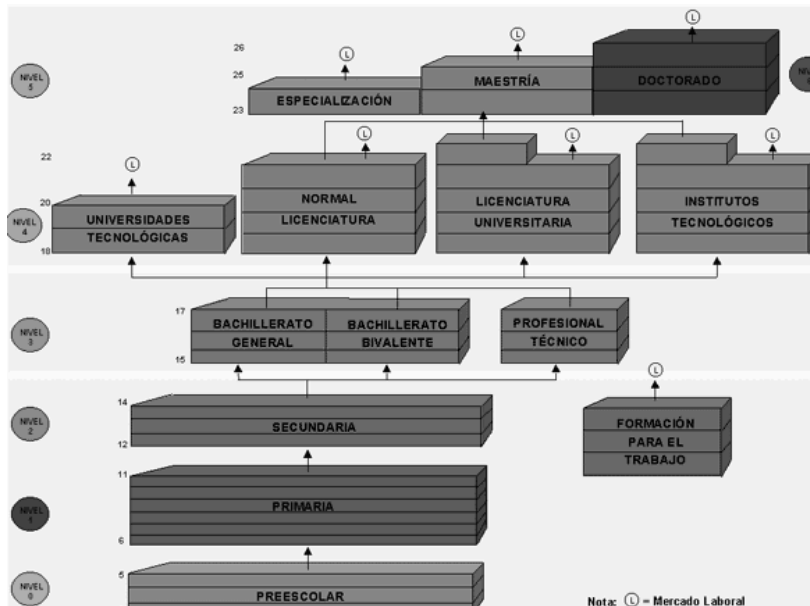 26
L
L
L
NIVEL
5
25
MAESTRÍA
DOCTORADO
ESPECIALIZACIÓN
23
22
L
L
L
L
20
NORMAL
LICENCIATURA
LICENCIATURA
UNIVERSITARIA
INSTITUTOS
TECNOLÓGICOS
NIVEL
4
UNIVERSIDADES
TECNOLÓGICAS
18
17
NIVEL
3
BACHILLERATO
GENERAL
BACHILLERATO
BIVALENTE
PROFESIONAL
TÉCNICO
15
L
14
NIVEL
2
SECUNDARIA
12
FORMACIÓN
PARA EL
TRABAJO
11
NIVEL
1
PRIMARIA
6
5
NIVEL
0
PREESCOLAR
Nota: L = Mercado Laboral